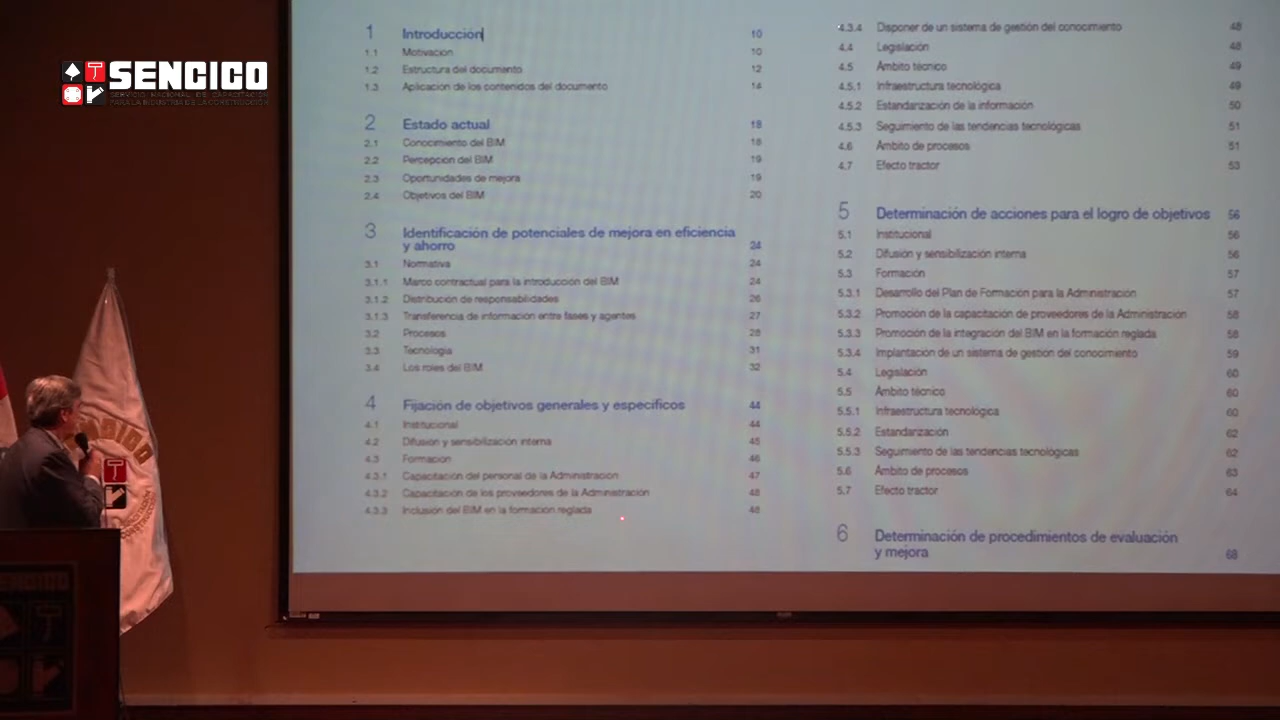 SENCICO
SERVICIO NACIONAL DE CAPACITACIÓN
PARA LA INDUSTRIA DE LA CONSTRUCCIÓN
1 Introducción 10
1.1 Motivación 10
1.2 Estructura del documento 12
1.3 Aplicación de los contenidos del documento 14
2 Estado actual 18
2.1 Conocimiento del BIM 18
2.2 Percepción del BIM 19
2.3 Oportunidades de mejora 19
2.4 Objetivos del BIM 20
3 Identificación de potenciales de mejora en eficiencia
y ahorro 24
3.1 Normativa 24
3.1.1 Marco contractual para la introducción del BIM 24
3.1.2 Distribución de responsabilidades 26
3.1.3 Transferencia de información entre fases y agentes 27
3.2 Procesos 28
3.3 Tecnología 31
3.4 Los roles del BIM 32
4 Fijación de objetivos generales y específicos 44
4.1 Institucional 44
4.2 Difusión y sensibilización interna 45
4.3 Formación 46
4.3.1 Capacitación del personal de la Administración 47
4.3.2 Capacitación de los proveedores de la Administración 48
4.3.3 Inclusión del BIM en la formación reglada 48
4.3.4 Disponer de un sistema de gestión del conocimiento 48
4.4 Legislación 48
4.5 Ámbito técnico 49
4.5.1 Infraestructura tecnológica 49
4.5.2 Estandarización de la información 50
4.5.3 Seguimiento de las tendencias tecnológicas 51
4.6 Ámbito de procesos 51
4.7 Efecto tractor 53
5 Determinación de acciones para el logro de objetivos 56
5.1 Institucional 56
5.2 Difusión y sensibilización interna 56
5.3 Formación 57
5.3.1 Desarrollo del Plan de Formación para la Administración 57
5.3.2 Promoción de la capacitación de proveedores de la Administración 58
5.3.3 Promoción de la integración del BIM en la formación reglada 58
5.3.4 Implantación de un sistema de gestión del conocimiento 59
5.4 Legislación 60
5.5 Ámbito técnico 60
5.5.1 Infraestructura tecnológica 60
5.5.2 Estandarización 62
5.5.3 Seguimiento de las tendencias tecnológicas 62
5.6 Ámbito de procesos 63
5.7 Efecto tractor 64
6 Determinación de procedimientos de evaluación
y mejora 68